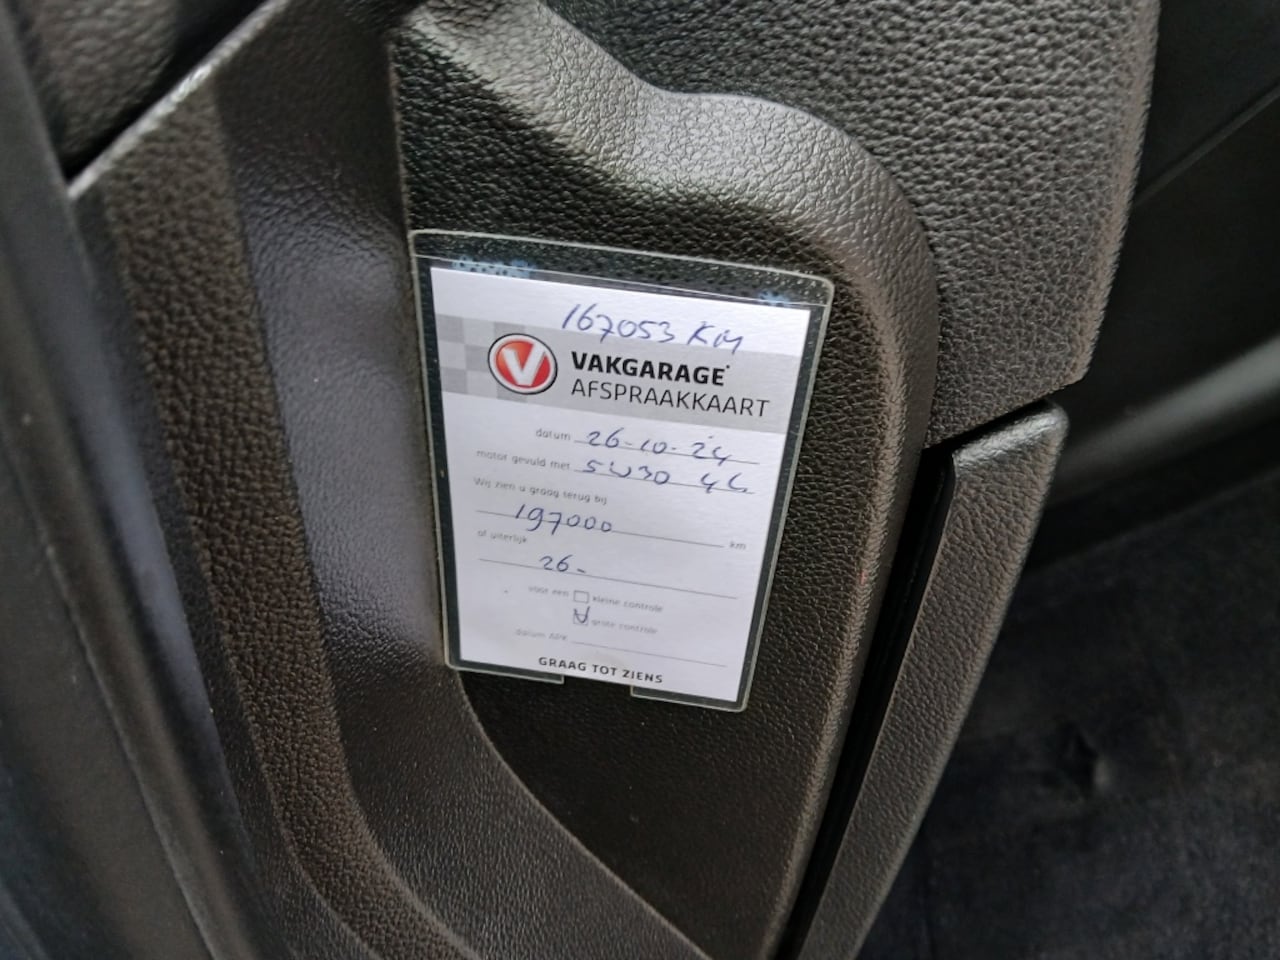 167053 KM
V VAKGARAGE
AFSPRAAKKAART
datum 26-10-24
motor gevuld met 5W30 4L
Wij zien u graag terug bij
197000 km
of uiterlijk
26-
voor een kleine controle
grote controle
datum APK
GRAAG TOT ZIENS